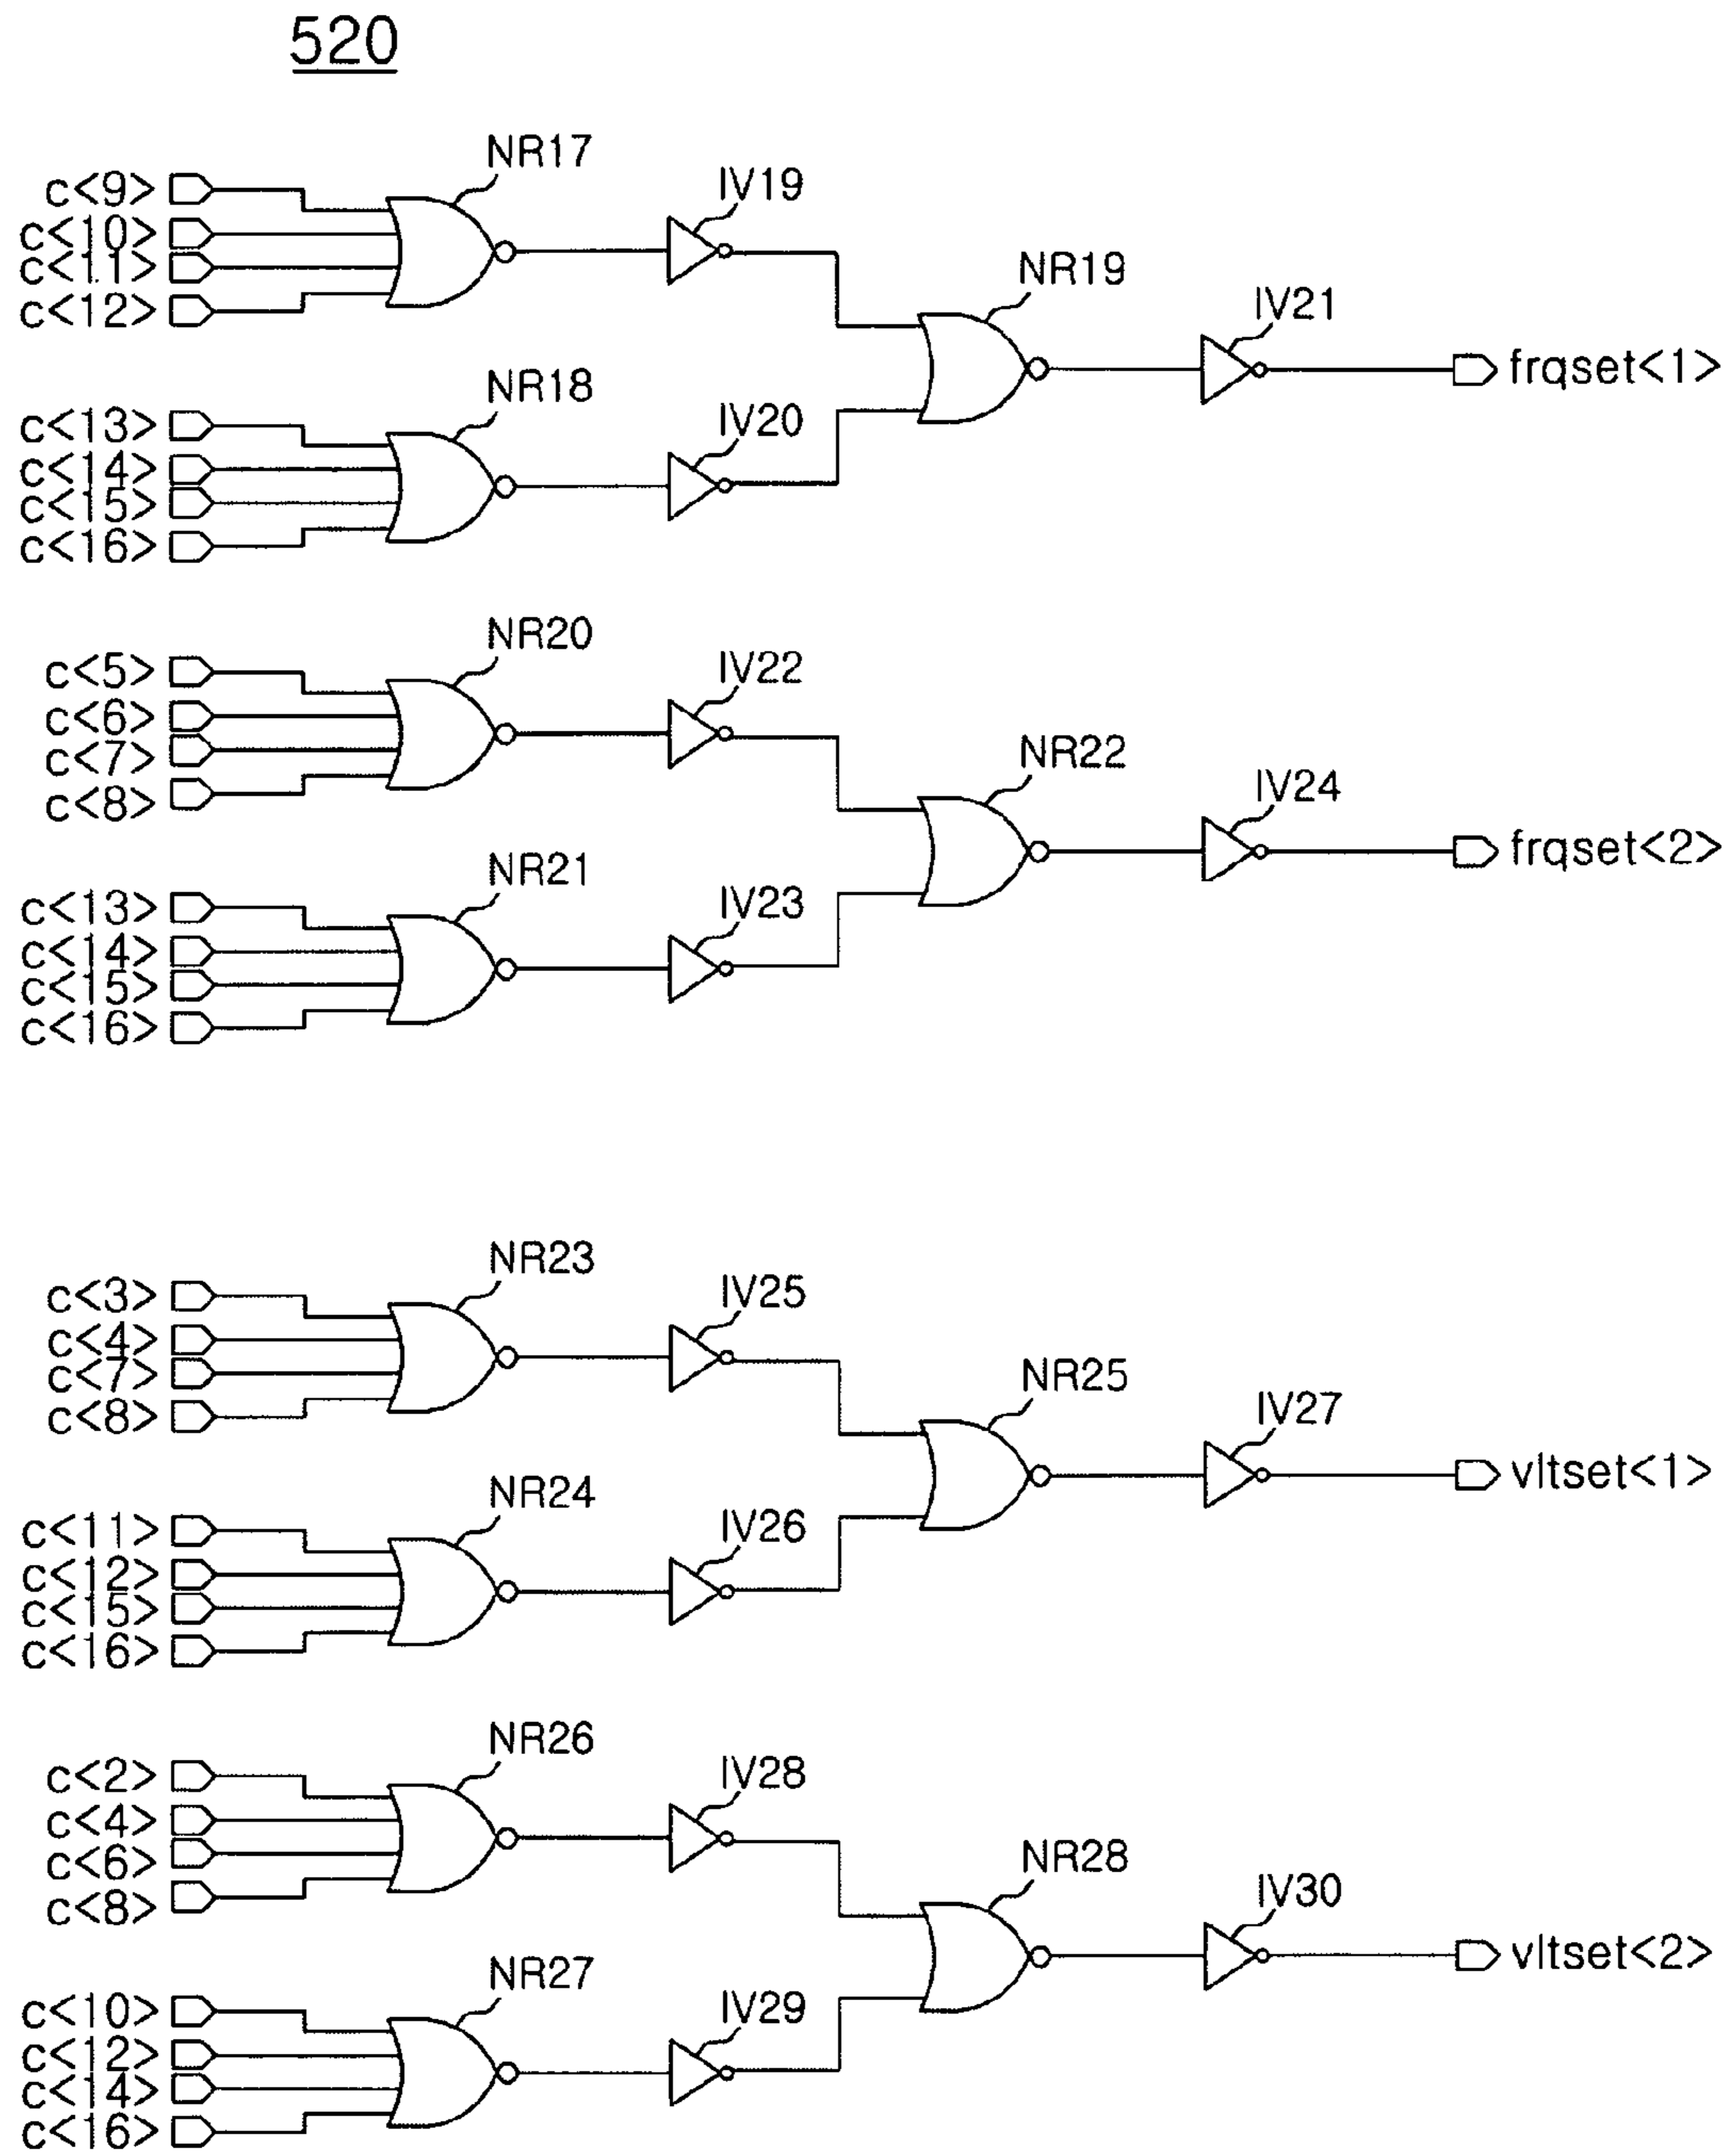 520
NR17
IV19
c<9>
c<10>
c<11>
c<12>
NR19
IV21
frqset<1>
NR18
IV20
c<13>
c<14>
c<15>
c<16>
NR20
IV22
c<5>
c<6>
c<7>
c<8>
NR22
IV24
frqset<2>
NR21
IV23
c<13>
c<14>
c<15>
c<16>
NR23
IV25
c<3>
c<4>
c<7>
c<8>
NR25
IV27
vltset<1>
NR24
IV26
c<11>
c<12>
c<15>
c<16>
NR26
IV28
c<2>
c<4>
c<6>
c<8>
NR28
IV30
vltset<2>
NR27
IV29
c<10>
c<12>
c<14>
c<16>